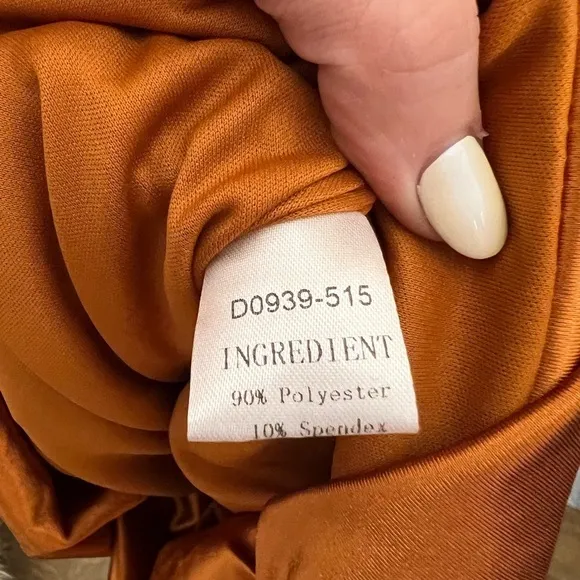 D0939-515
INGREDIENT
90% Polyester
10% Spendex